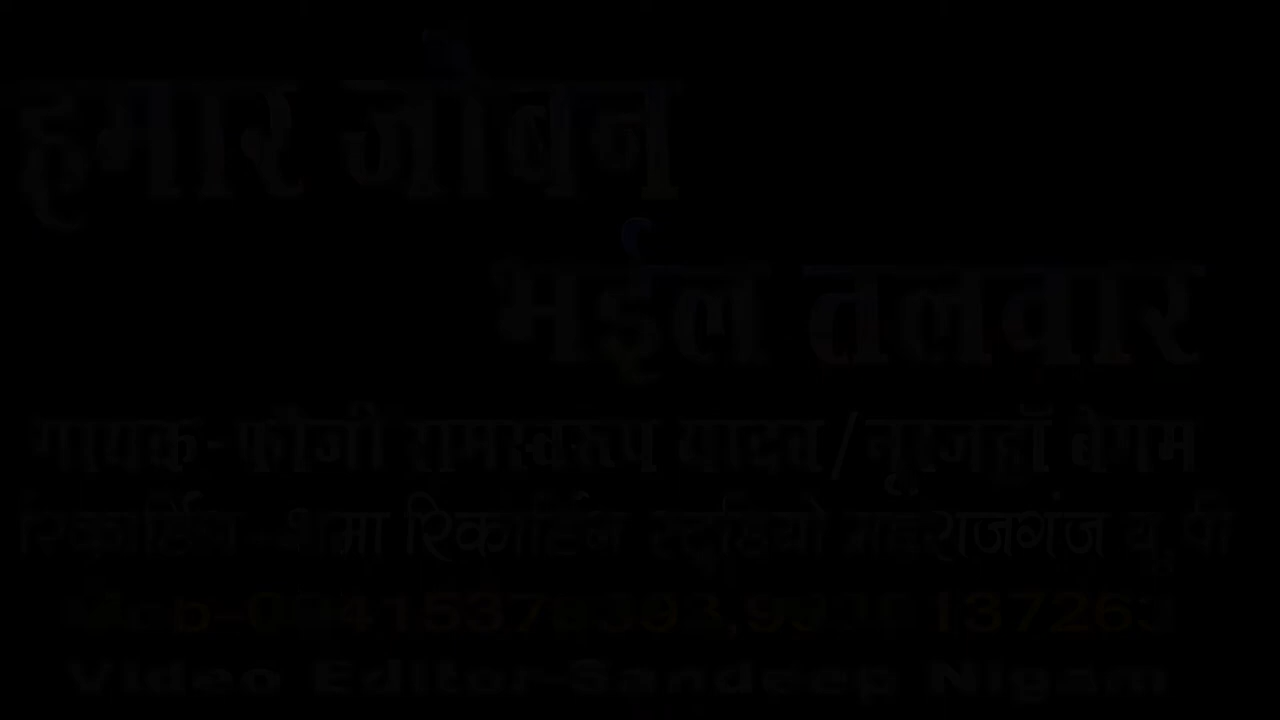 हमार जोवन
भईल तलवार
गायक-फौजी रामस्वरूप यादव/नूरजहाॅ बेगम
रिकार्डिंग रिकार्डिंग स्टूडियो महराजगंज यू.पी
Video Editor-Sandeep Nigam